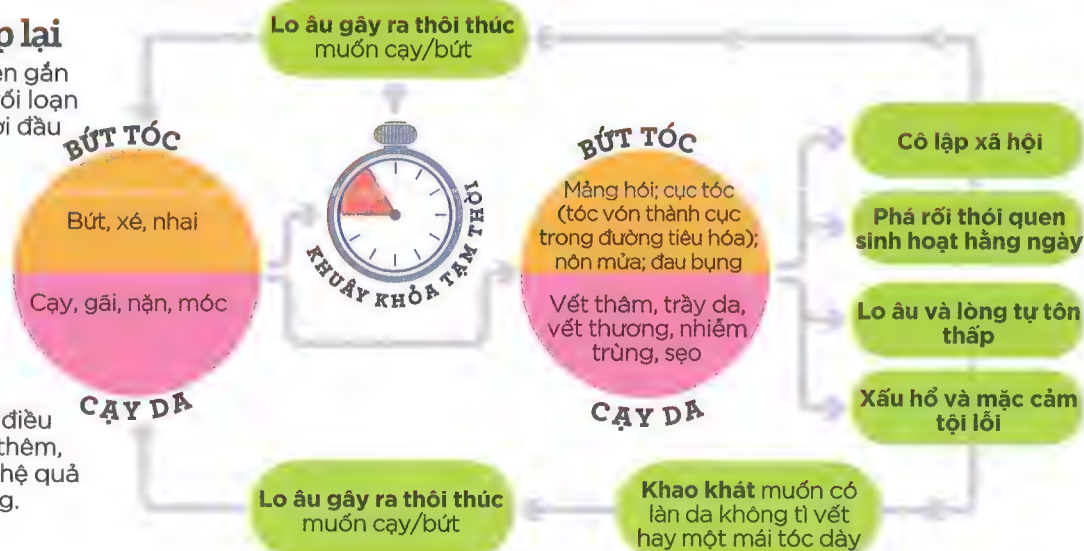 p lại
en gắn
ối loạn
ời đầu
Lo âu gây ra thôi thúc
muốn cạy/bứt
BỨT TÓC
Bứt, xé, nhai
Cạy, gãi, nặn, móc
CẠY DA
KHUÂY KHỎA TẠM THỜI
BỨT TÓC
Mảng hói; cục tóc
(tóc vón thành cục
trong đường tiêu hóa);
nôn mửa; đau bụng
Vết thâm, trầy da,
vết thương, nhiễm
trùng, sẹo
CẠY DA
Cô lập xã hội
Phá rối thói quen
sinh hoạt hằng ngày
Lo âu và lòng tự tôn
thấp
Xấu hổ và mặc cảm
tội lỗi
điều
thêm,
hệ quả
g.
Lo âu gây ra thôi thúc
muốn cạy/bứt
Khao khát muốn có
làn da không tì vết
hay một mái tóc dày